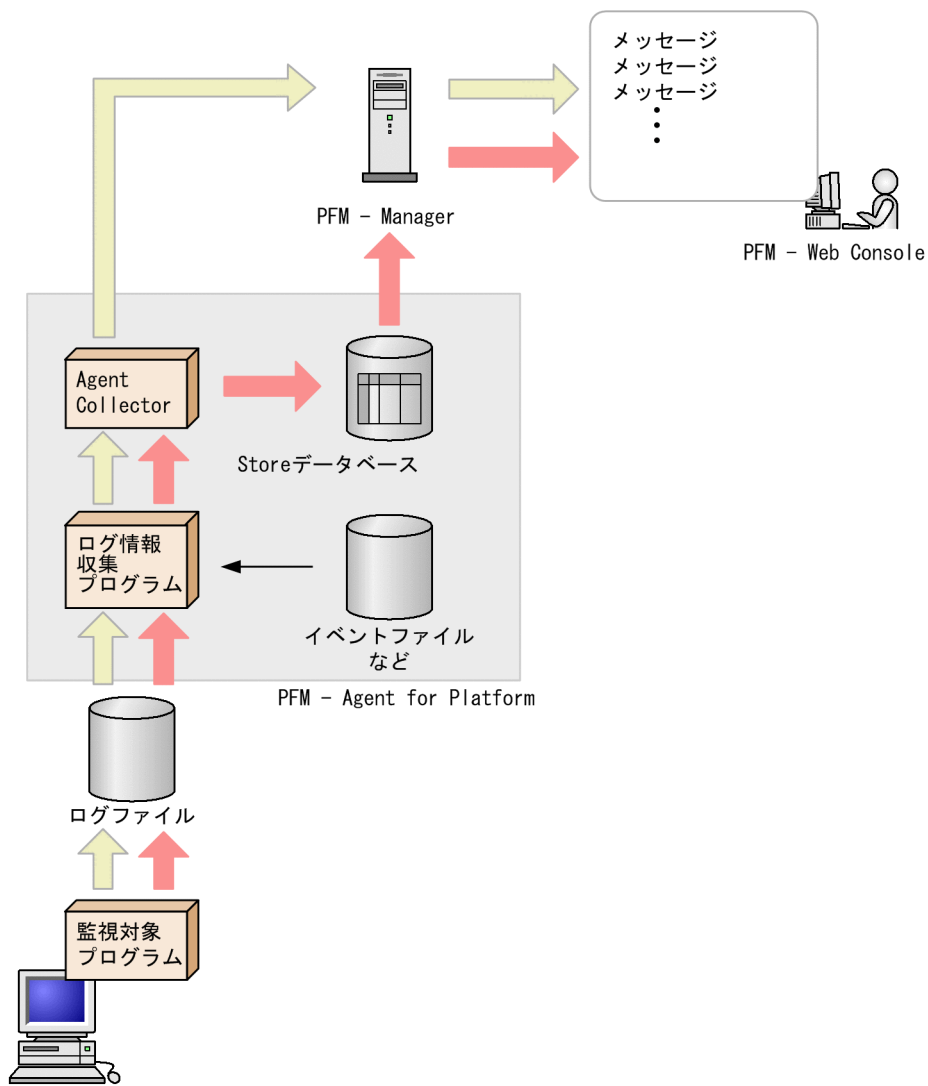 メッセージ
メッセージ
メッセージ
PFM － Manager
PFM － Web Console
Agent
Collector
Storeデータベース
ログ情報
収集
プログラム
イベントファイル
など
PFM － Agent for Platform
ログファイル
監視対象
プログラム